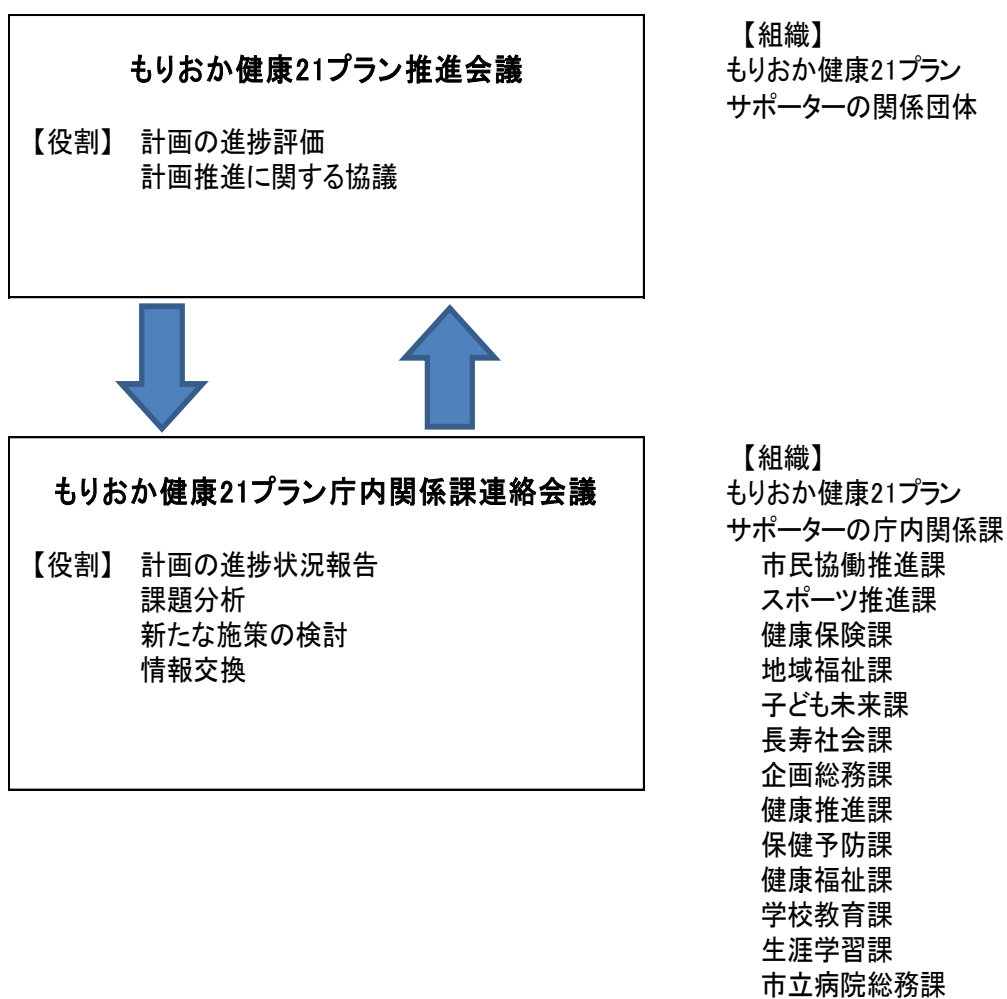 もりおか健康21プラン推進会議
【役割】 計画の進捗評価
計画推進に関する協議
【組織】
もりおか健康21プラン
サポーターの関係団体
もりおか健康21プラン庁内関係課連絡会議
【役割】 計画の進捗状況報告
課題分析
新たな施策の検討
情報交換
【組織】
もりおか健康21プラン
サポーターの庁内関係課
市民協働推進課
スポーツ推進課
健康保険課
地域福祉課
子ども未来課
長寿社会課
企画総務課
健康推進課
保健予防課
健康福祉課
学校教育課
生涯学習課
市立病院総務課